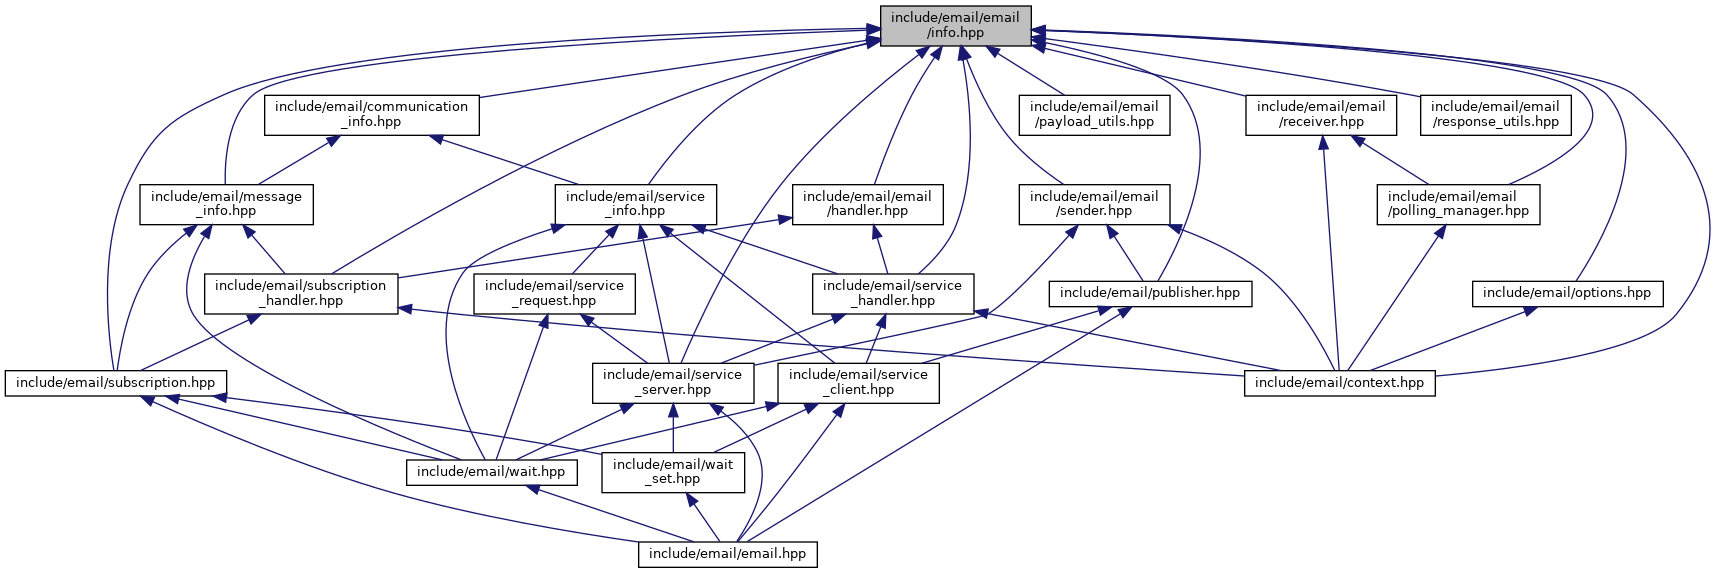 include/email/email
/info.hpp
include/email/communication
_info.hpp
include/email/email
/payload_utils.hpp
include/email/email
/receiver.hpp
include/email/email
/response_utils.hpp
include/email/message
_info.hpp
include/email/service
_info.hpp
include/email/email
/handler.hpp
include/email/email
/sender.hpp
include/email/email
/polling_manager.hpp
include/email/subscription
_handler.hpp
include/email/service
_request.hpp
include/email/service
_handler.hpp
include/email/publisher.hpp
include/email/options.hpp
include/email/subscription.hpp
include/email/service
_server.hpp
include/email/service
_client.hpp
include/email/context.hpp
include/email/wait.hpp
include/email/wait
_set.hpp
include/email/email.hpp